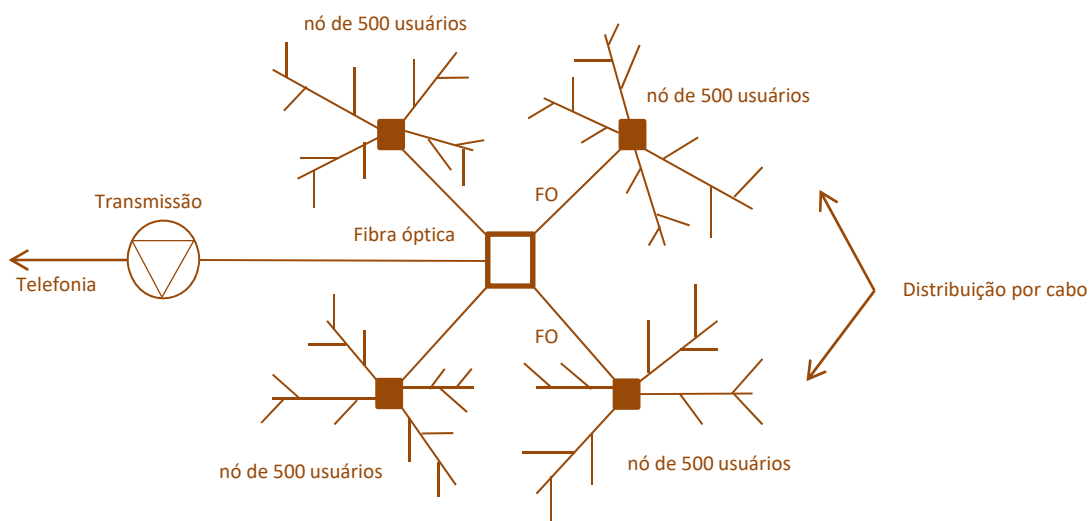 nó de 500 usuários
nó de 500 usuários
Transmissão
FO
Fibra óptica
Telefonia
Distribuição por cabo
FO
nó de 500 usuários
nó de 500 usuários